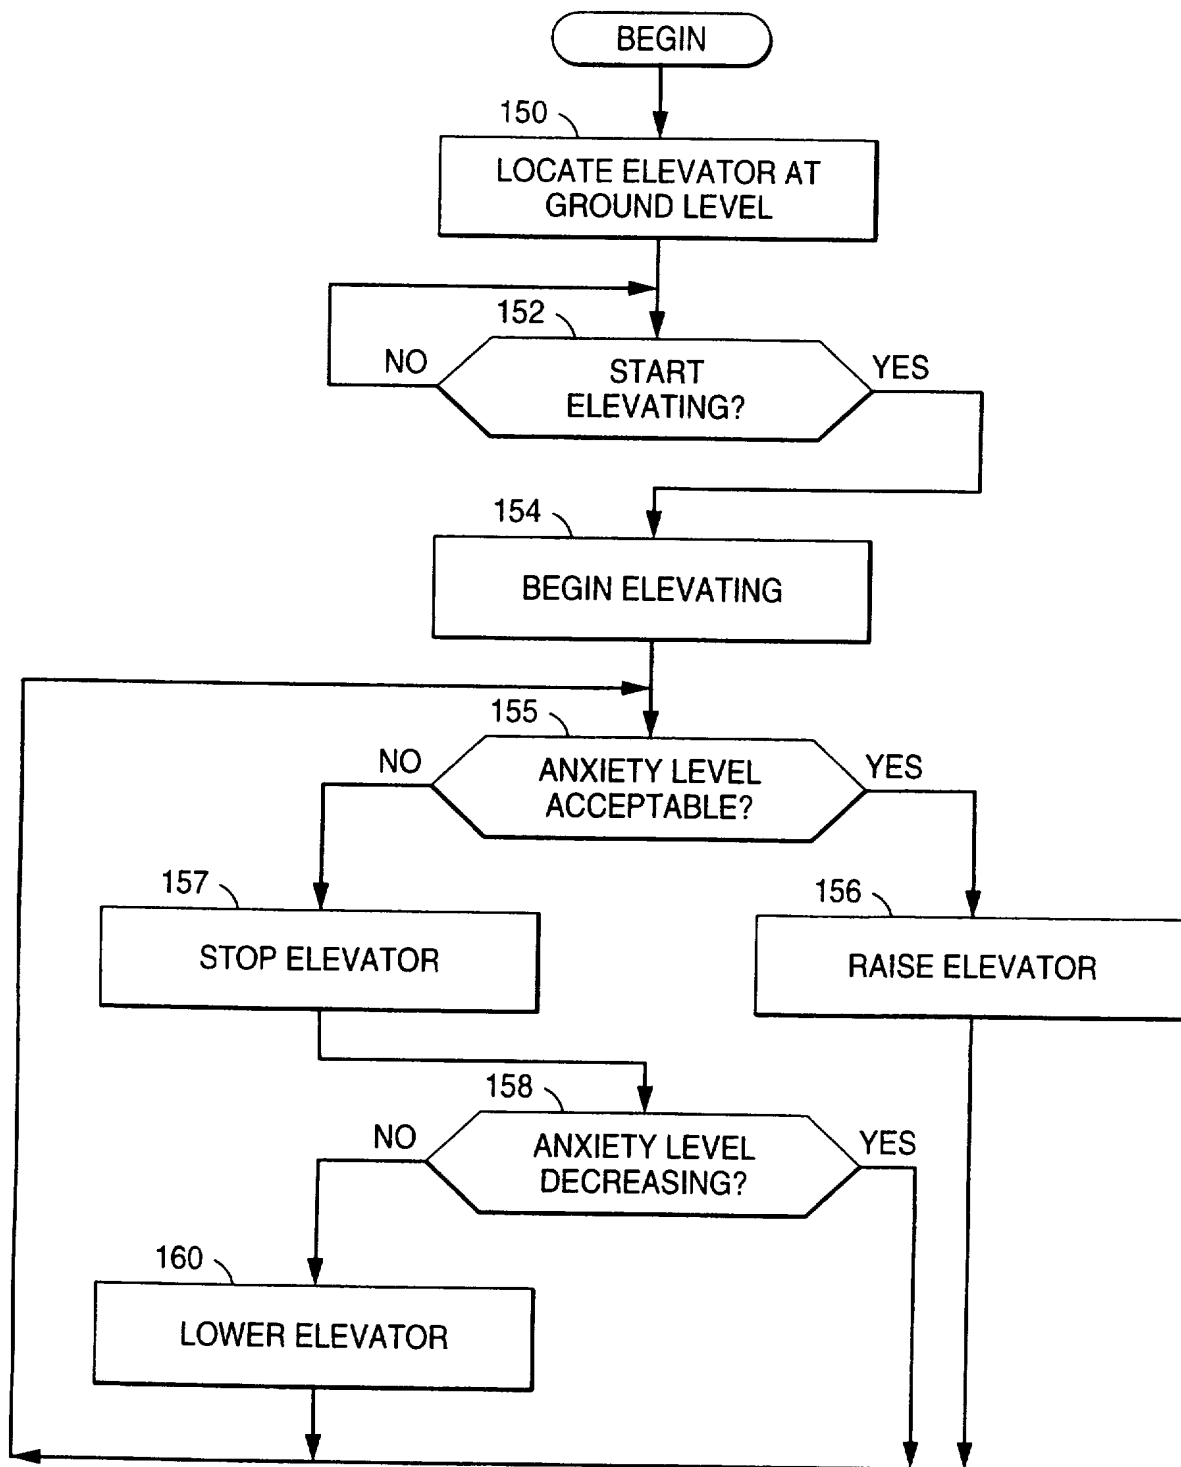 BEGIN
150
LOCATE ELEVATOR AT
GROUND LEVEL
152
NO
START
ELEVATING?
YES
154
BEGIN ELEVATING
155
NO
ANXIETY LEVEL
ACCEPTABLE?
YES
157
STOP ELEVATOR
156
RAISE ELEVATOR
158
NO
ANXIETY LEVEL
DECREASING?
YES
160
LOWER ELEVATOR